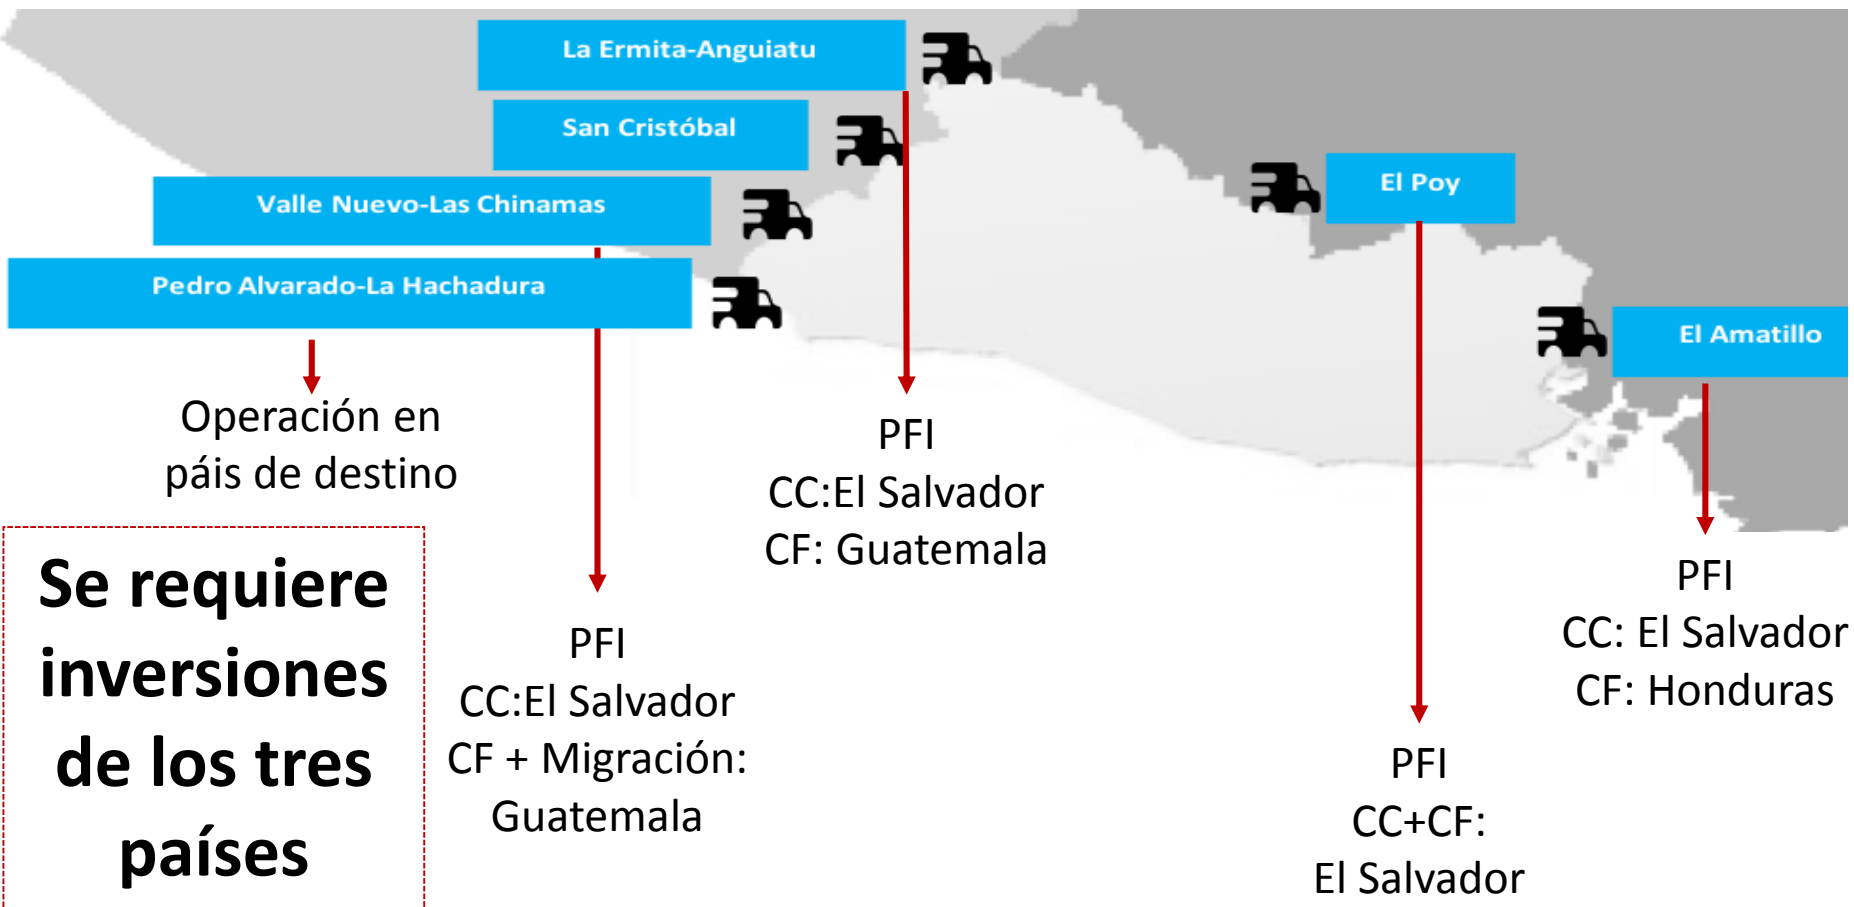 La Ermita-Anguiatu
San Cristóbal
Valle Nuevo-Las Chinamas
Pedro Alvarado-La Hachadura
El Poy
El Amatillo
Operación en
páis de destino
PFI
CC:El Salvador
CF: Guatemala
PFI
CC:El Salvador
CF + Migración:
Guatemala
PFI
CC+CF:
El Salvador
PFI
CC: El Salvador
CF: Honduras
Se requiere
inversiones
de los tres
países